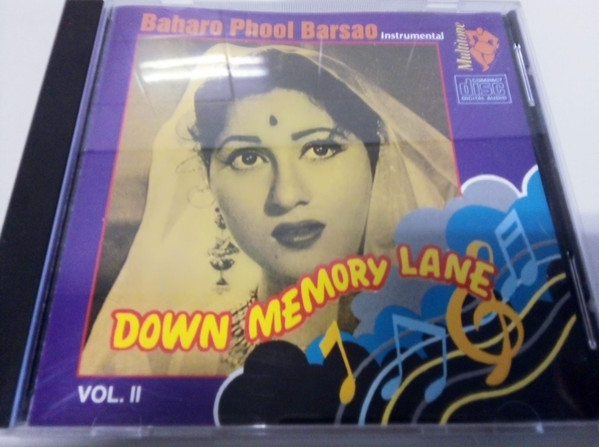 Baharo Phool Barsao Instrumental
Multitone
COMPACT
disc
DIGITAL AUDIO
DOWN MEMORY LANE
VOL. II